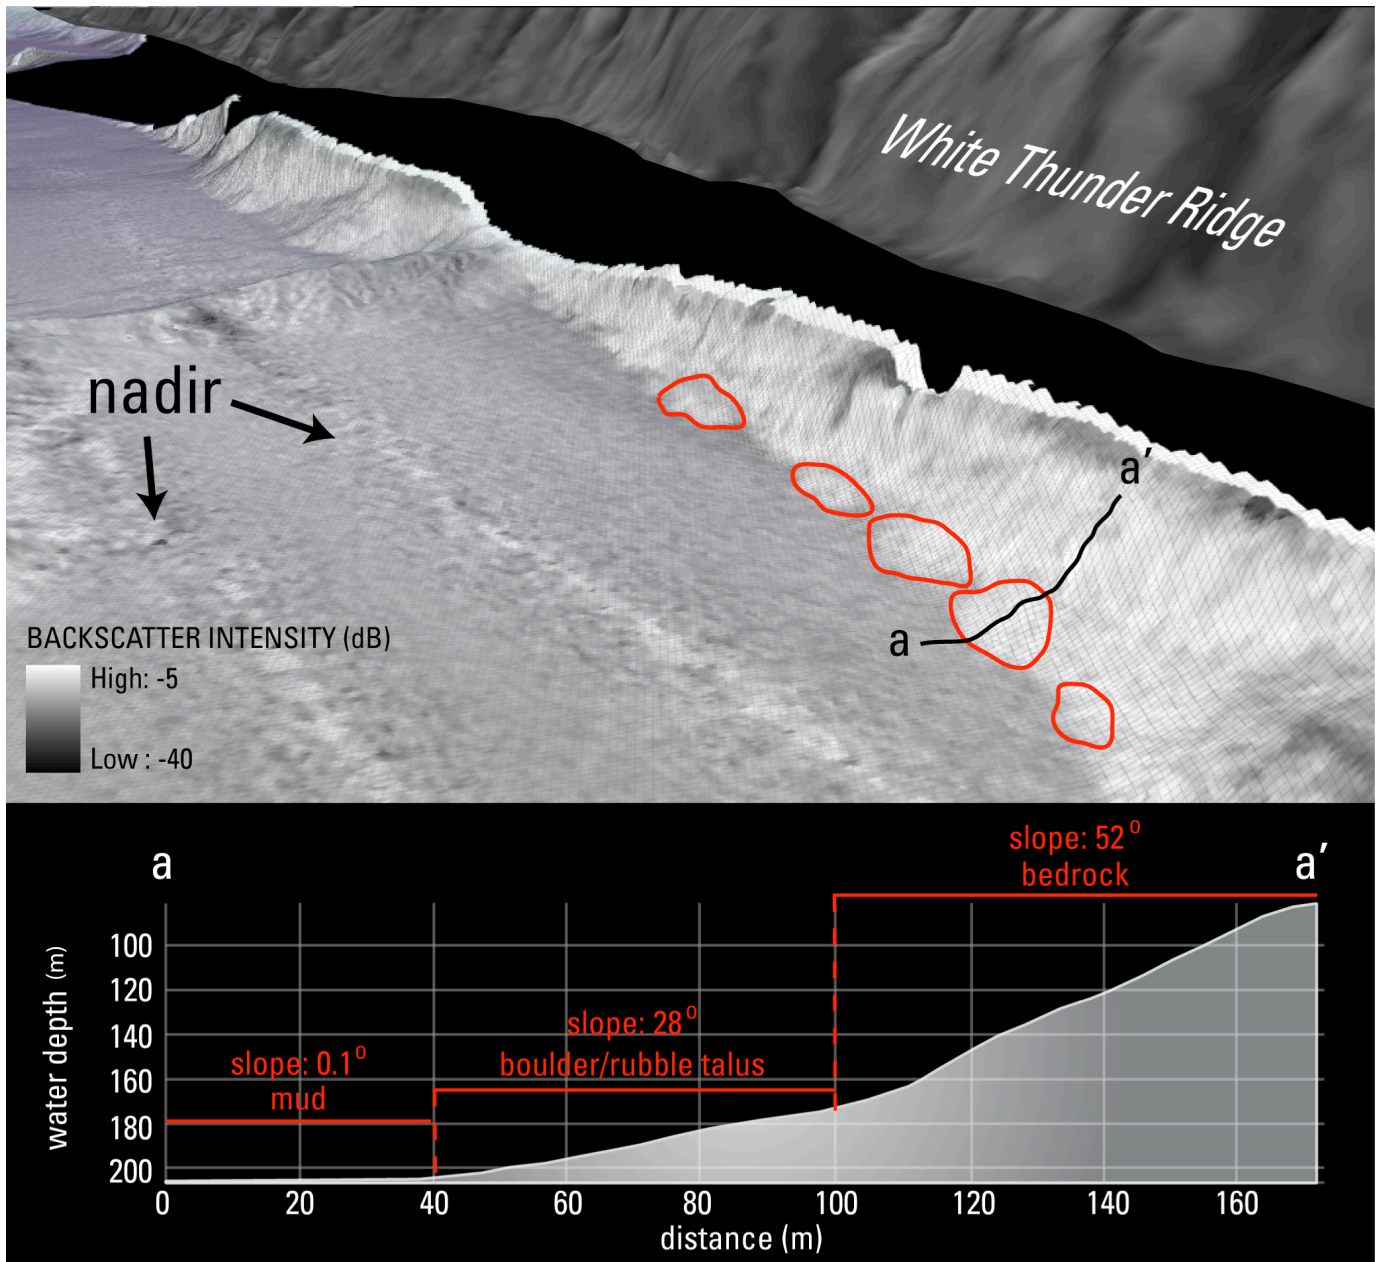 White Thunder Ridge
nadir
a'
a
BACKSCATTER INTENSITY (dB)
High: -5
Low : -40
a
a'
slope: 52°
bedrock
slope: 28°
boulder/rubble talus
slope: 0.1°
mud
water depth (m)
100
120
140
160
180
200
0 20 40 60 80 100 120 140 160
distance (m)